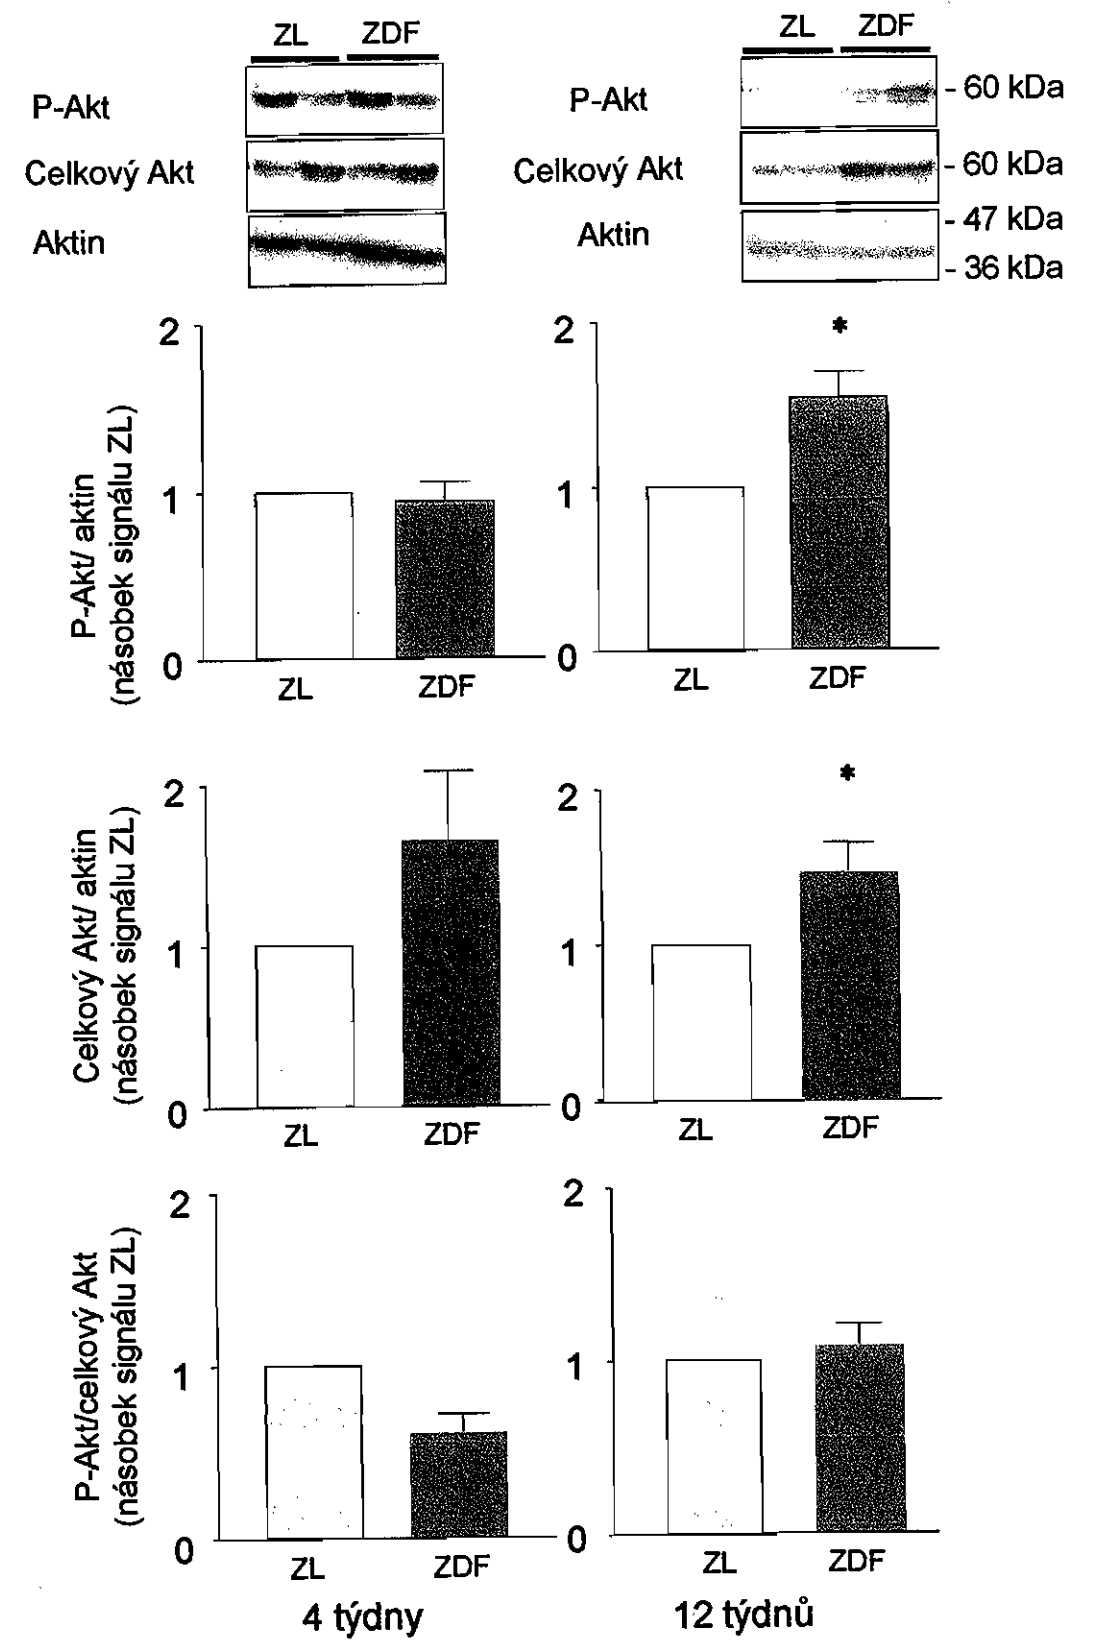 ZL ZDF
P-Akt
Celkový Akt
Aktin
ZL ZDF
P-Akt - 60 kDa
Celkový Akt - 60 kDa
Aktin - 47 kDa
- 36 kDa
P-Akt/ aktin
(násobek signálu ZL)
2
1
0
ZL ZDF
2
*
1
0
ZL ZDF
Celkový Akt/ aktin
(násobek signálu ZL)
2
1
0
ZL ZDF
2
*
1
0
ZL ZDF
P-Akt/celkový Akt
(násobek signálu ZL)
2
1
0
ZL ZDF
4 týdny
2
1
0
ZL ZDF
12 týdnů